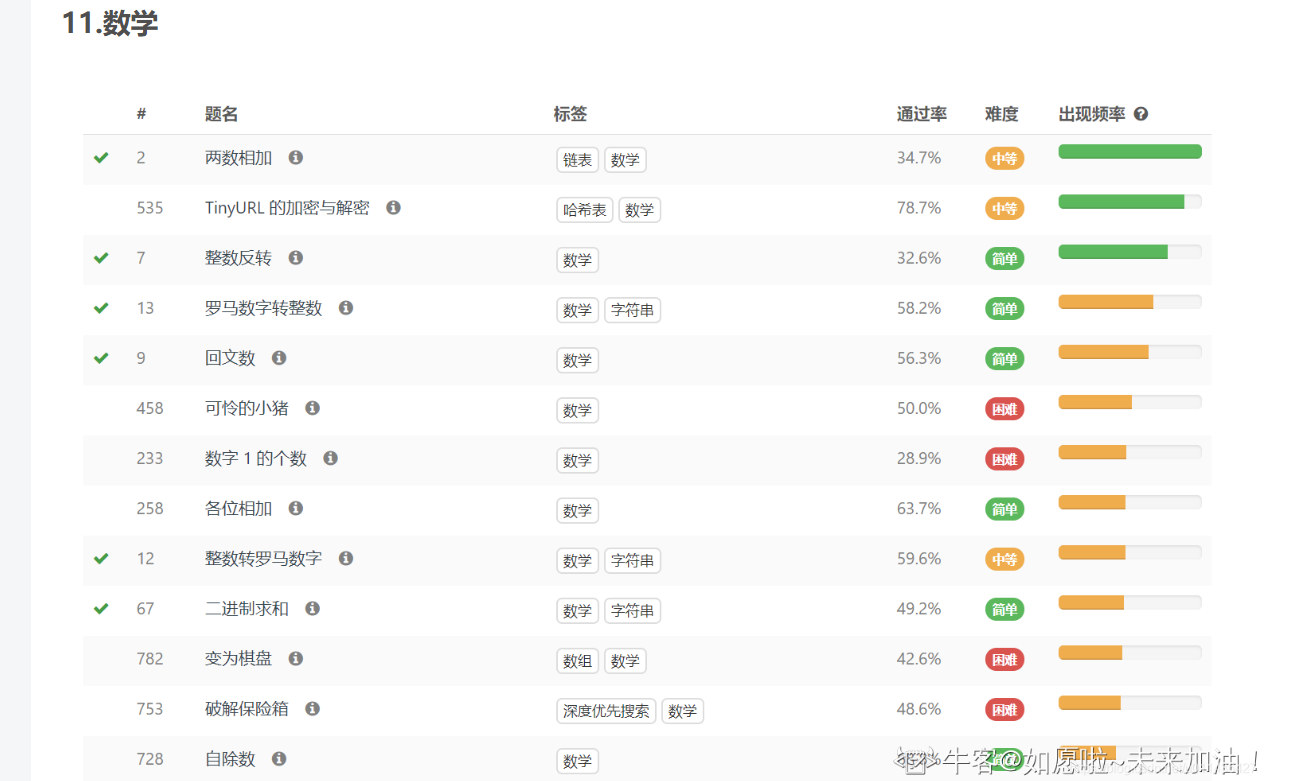 11.数学
# 题名 标签 通过率 难度 出现频率
2 两数相加 链表 数学 34.7% 中等
535 TinyURL 的加密与解密 哈希表 数学 78.7% 中等
7 整数反转 数学 32.6% 简单
13 罗马数字转整数 数学 字符串 58.2% 简单
9 回文数 数学 56.3% 简单
458 可怜的小猪 数学 50.0% 困难
233 数字 1 的个数 数学 28.9% 困难
258 各位相加 数学 63.7% 简单
12 整数转罗马数字 数学 字符串 59.6% 中等
67 二进制求和 数学 字符串 49.2% 简单
782 变为棋盘 数组 数学 42.6% 困难
753 破解保险箱 深度优先搜索 数学 48.6% 困难
728 自除数 数学
牛客@如愿啦~未来加油！